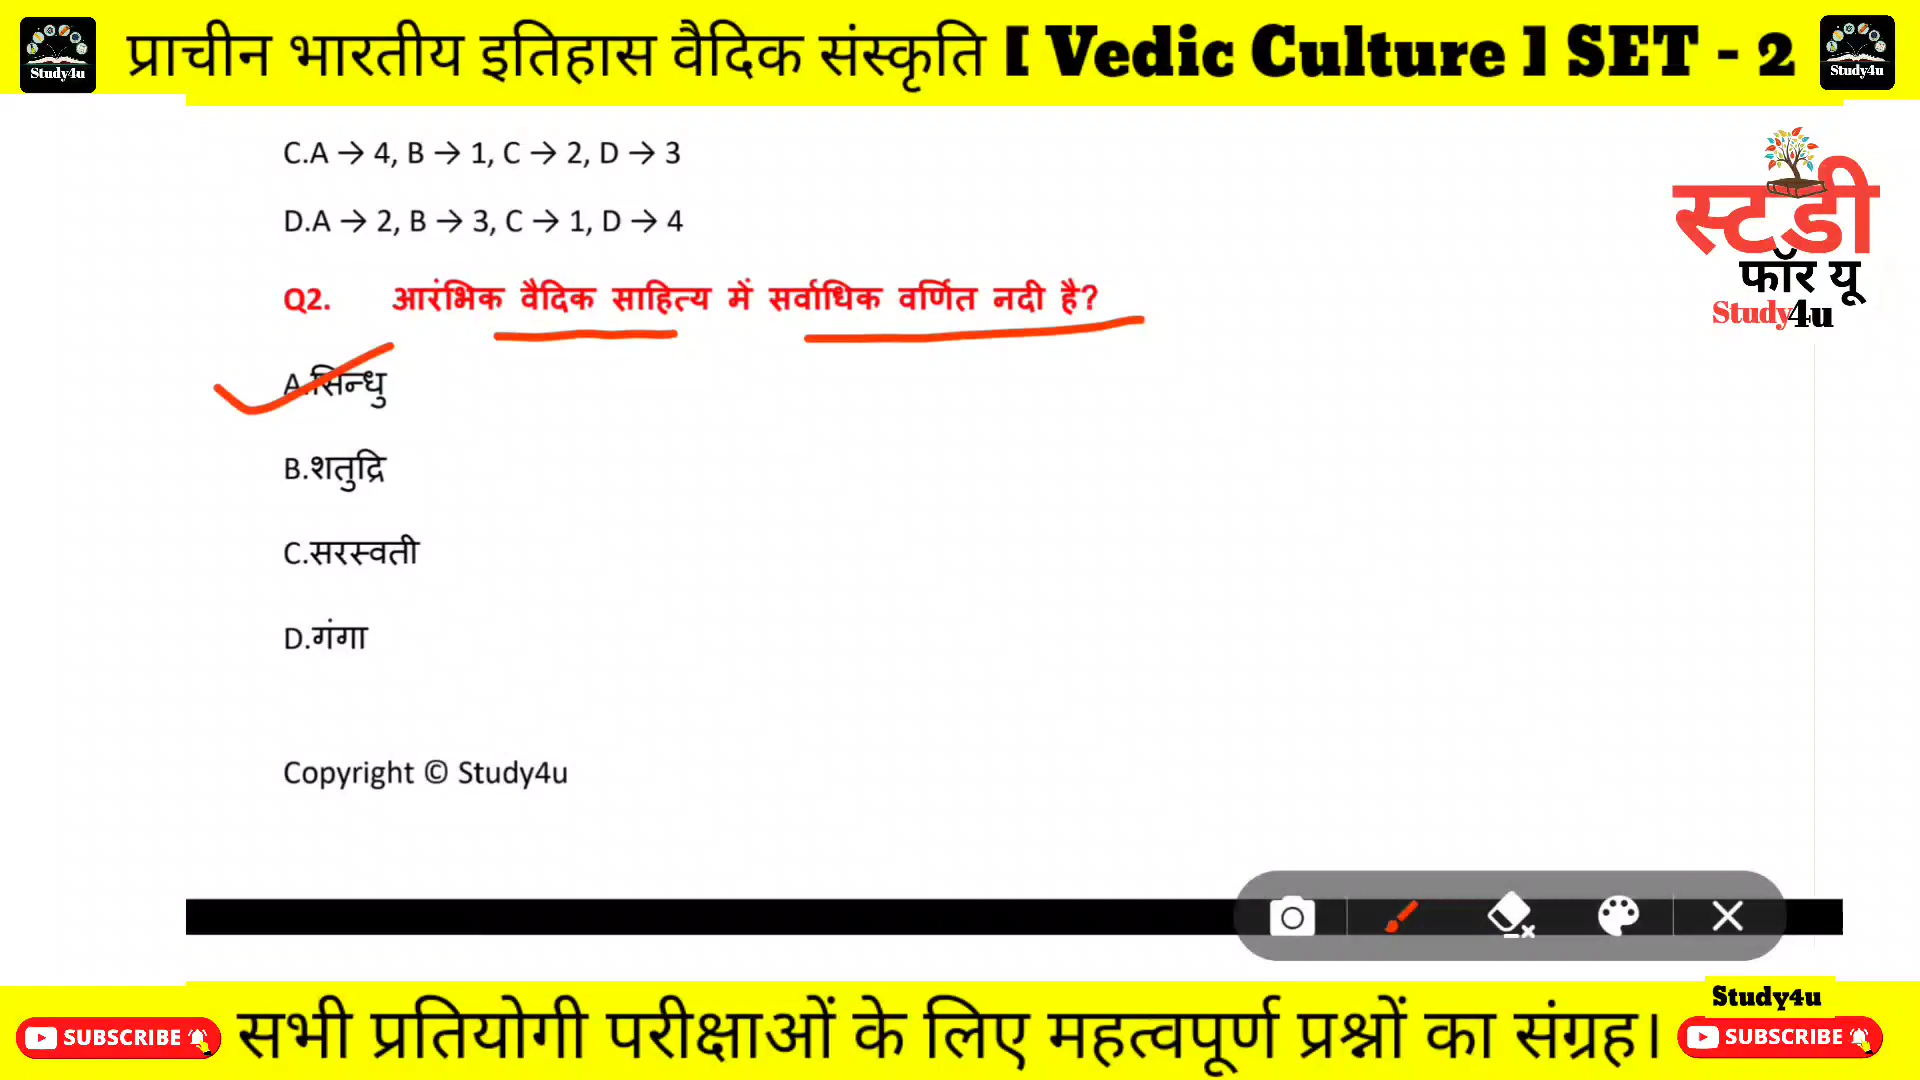 Study4u
प्राचीन भारतीय इतिहास वैदिक संस्कृति [ Vedic Culture ] SET - 2
Study4u
C.A → 4, B → 1, C → 2, D → 3
D.A → 2, B → 3, C → 1, D → 4
स्टडी
फॉर यू
Study4u
Q2. आरंभिक वैदिक साहित्य में सर्वाधिक वर्णित नदी है?
A.सिन्धु
B.शतुद्रि
C.सरस्वती
D.गंगा
Copyright © Study4u
Study4u
SUBSCRIBE
सभी प्रतियोगी परीक्षाओं के लिए महत्वपूर्ण प्रश्नों का संग्रह।
SUBSCRIBE